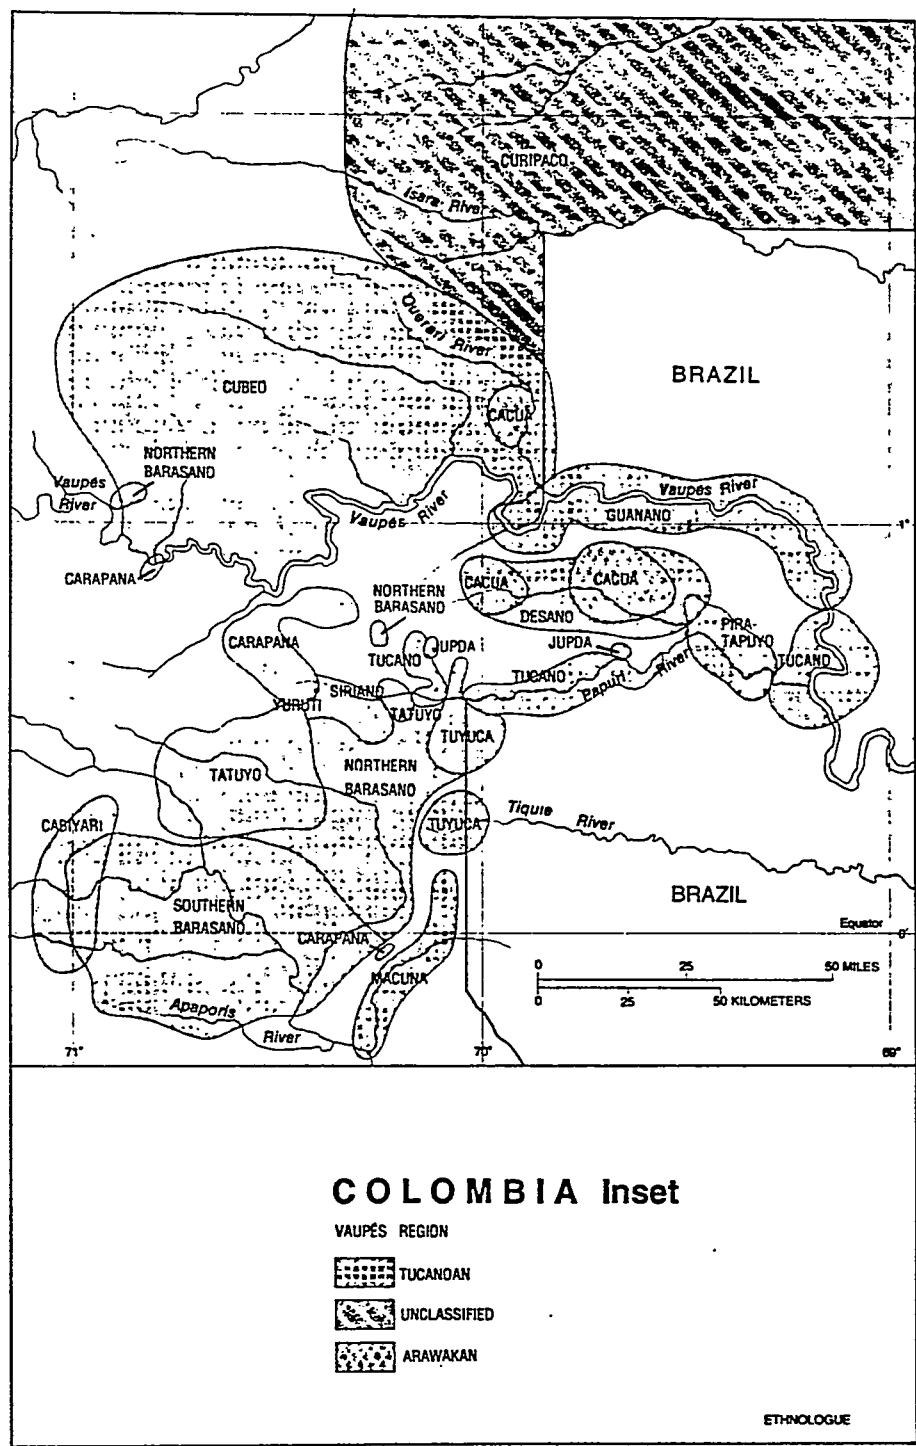 2°
CURIPACO
Isana River
Querari River
BRAZIL
CUBEO
CACUA
NORTHERN
BARASANO
Vaupés
River
Vaupés River
Vaupés River
GUANANO
1°
CARAPANA
CACUA
CACUA
NORTHERN
BARASANO
DESANO
PIRA-
TAPUYO
CARAPANA
JUPDA
JUPDA
TUCANO
TUCANO
TUCANO
Papuri River
SIRIANO
YURUTI
TATUYO
TUYUCA
TATUYO
NORTHERN
BARASANO
CABIYARI
TUYUCA
Tiquie River
BRAZIL
SOUTHERN
BARASANO
Equator
0°
CARAPANA
MACUNA
0 25 50 MILES
0 25 50 KILOMETERS
Apaporis River
71°
70°
69°
COLOMBIA Inset
VAUPÉS REGION
TUCANOAN
UNCLASSIFIED
ARAWAKAN
ETHNOLOGUE